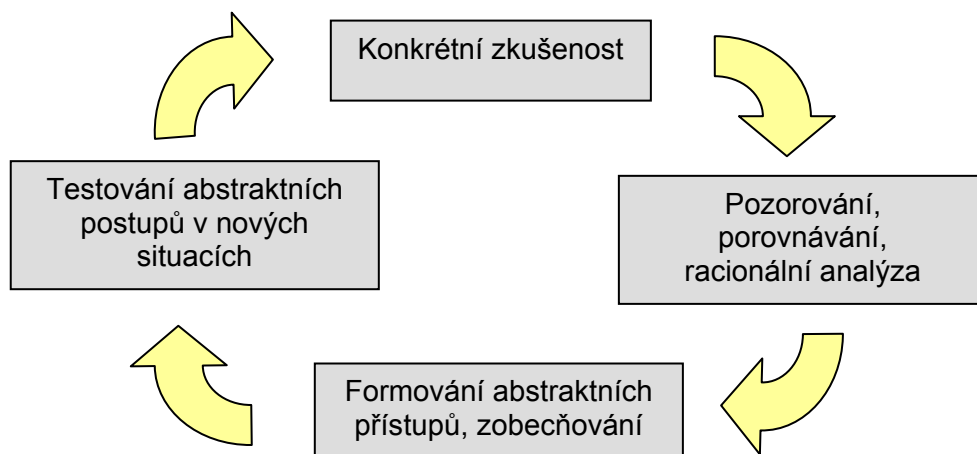 Konkrétní zkušenost
Pozorování,
porovnávání,
racionální analýza
Formování abstraktních
přístupů, zobecňování
Testování abstraktních
postupů v nových
situacích